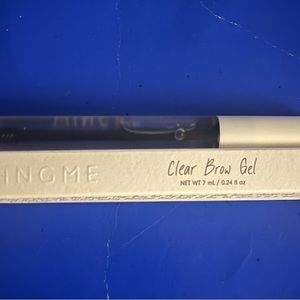 INGME
Clear Brow Gel
NET WT 7 mL / 0.24 fl oz